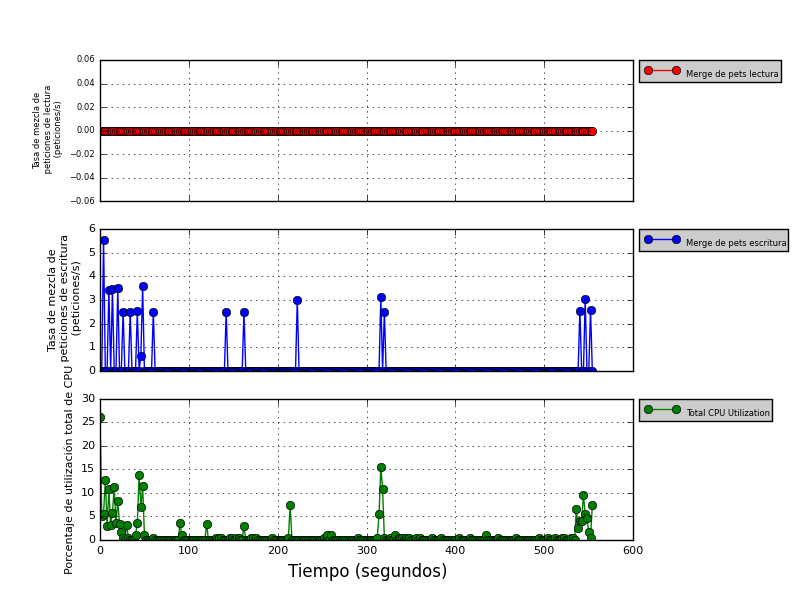 0.06
0.04
0.02
0.00
−0.02
−0.04
−0.06
Tasa de mezcla de
peticiones de lectura
(peticiones/s)
Merge de pets lectura
6
5
4
3
2
1
0
Tasa de mezcla de
peticiones de escritura
(peticiones/s)
Merge de pets escritura
30
25
20
15
10
5
0
Porcentaje de utilización total de CPU
Total CPU Utilization
0
100
200
300
400
500
600
Tiempo (segundos)